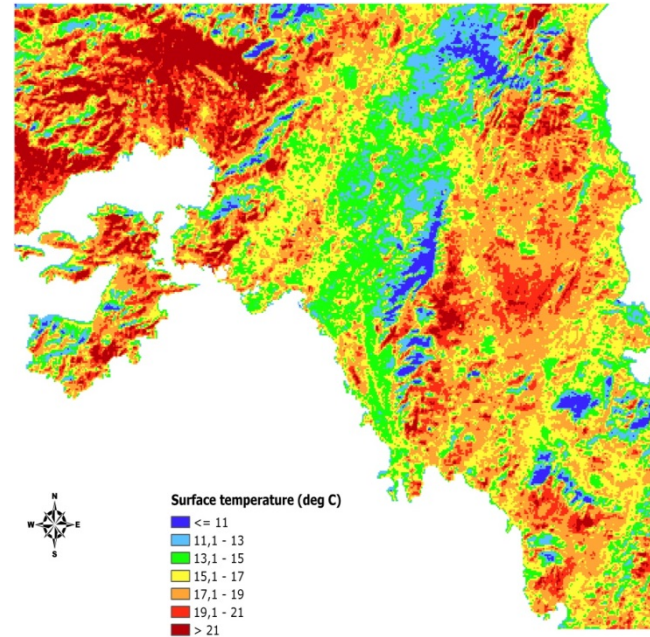 N
W E
S
Surface temperature (deg C)
<= 11
11,1 - 13
13,1 - 15
15,1 - 17
17,1 - 19
19,1 - 21
> 21